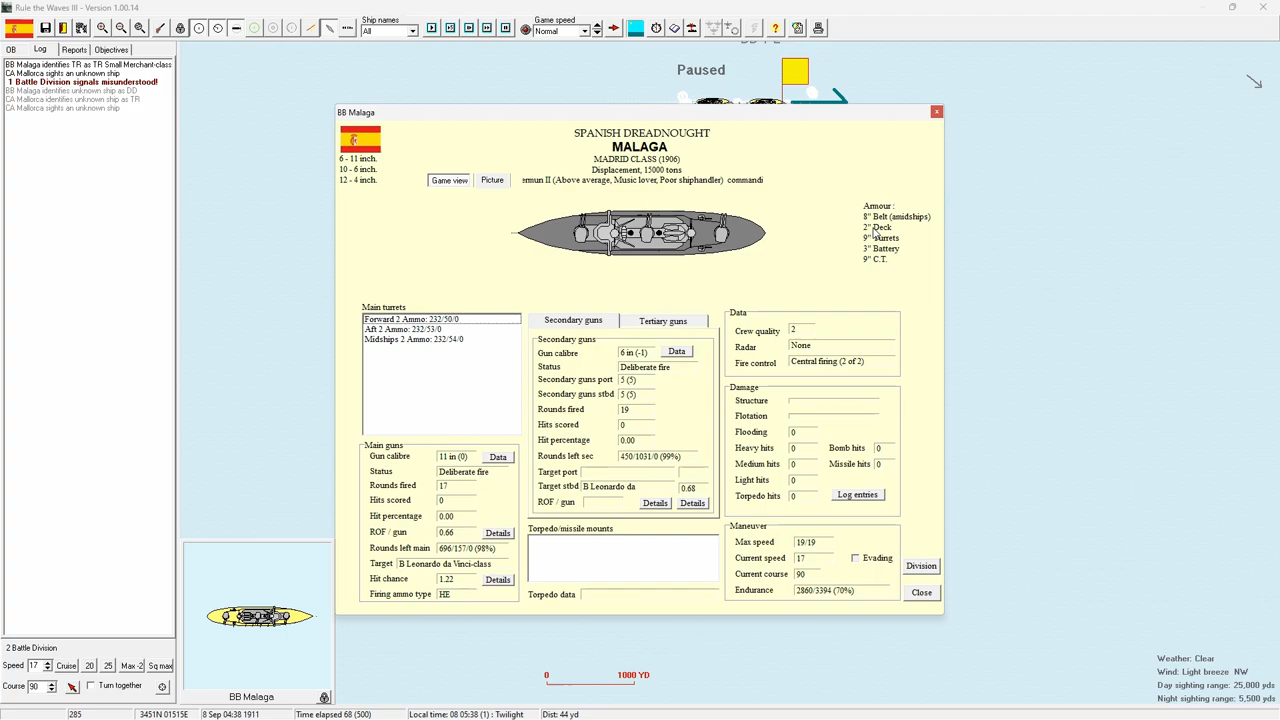 Rule the Waves III - Version 1.00.14
Ship names
All
Game speed
Normal
OB
Log
Reports
Objectives
BB Malaga identifies TR as TR Small Merchant-class
CA Mallorca sights an unknown ship
1 Battle Division signals misunderstood!
BB Malaga identifies unknown ship as DD
CA Mallorca identifies unknown ship as TR
CA Mallorca sights an unknown ship
Paused
BB Malaga
SPANISH DREADNOUGHT
MALAGA
MADRID CLASS (1906)
Displacement, 15000 tons
ermun II (Above average, Music lover, Poor shiphandler) commandi
6 - 11 inch.
10 - 6 inch.
12 - 4 inch.
Game view
Picture
Armour :
8" Belt (amidships)
2" Deck
9" Turrets
3" Battery
9" C.T.
Main turrets
Forward 2 Ammo: 232/50/0
Aft 2 Ammo: 232/53/0
Midships 2 Ammo: 232/54/0
Main guns
Gun calibre 11 in (0) Data
Status Deliberate fire
Rounds fired 17
Hits scored 0
Hit percentage 0.00
ROF / gun 0.66 Details
Rounds left main 696/157/0 (98%)
Target B Leonardo da Vinci-class
Hit chance 1.22 Details
Firing ammo type HE
Secondary guns
Tertiary guns
Secondary guns
Gun calibre 6 in (-1) Data
Status Deliberate fire
Secondary guns port 5 (5)
Secondary guns stbd 5 (5)
Rounds fired 19
Hits scored 0
Hit percentage 0.00
Rounds left sec 450/1031/0 (99%)
Target port
Target stbd B Leonardo da 0.68
ROF / gun Details Details
Torpedo/missile mounts
Torpedo data
Data
Crew quality 2
Radar None
Fire control Central firing (2 of 2)
Damage
Structure
Flotation
Flooding 0
Heavy hits 0 Bomb hits 0
Medium hits 0 Missile hits 0
Light hits 0
Torpedo hits 0 Log entries
Maneuver
Max speed 19/19
Current speed 17 Evading
Current course 90
Endurance 2860/3394 (70%)
Division
Close
2 Battle Division
Speed 17 Cruise 20 25 Max -2 Sq max
Course 90 Turn together
BB Malaga
0 1000 YD
Weather: Clear
Wind: Light breeze NW
Day sighting range: 25,000 yds
Night sighting range: 5,500 yds
285
3451N 01515E
8 Sep 04:38 1911
Time elapsed 68 (500)
Local time: 08 05:38 (1) : Twilight
Dist: 44 yd